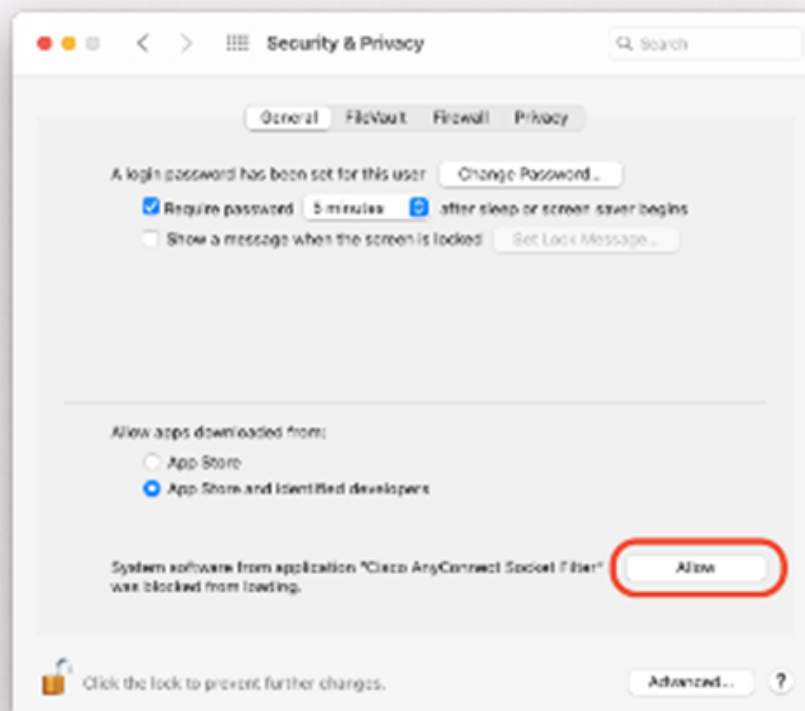 Security & Privacy
Search
General FileVault Firewall Privacy
A login password has been set for this user Change Password...
Require password 5 minutes after sleep or screen saver begins
Show a message when the screen is locked Set Lock Message...
Allow apps downloaded from:
App Store
App Store and identified developers
System software from application "Cisco AnyConnect Socket Filter" Allow
was blocked from loading.
Click the lock to prevent further changes. Advanced... ?